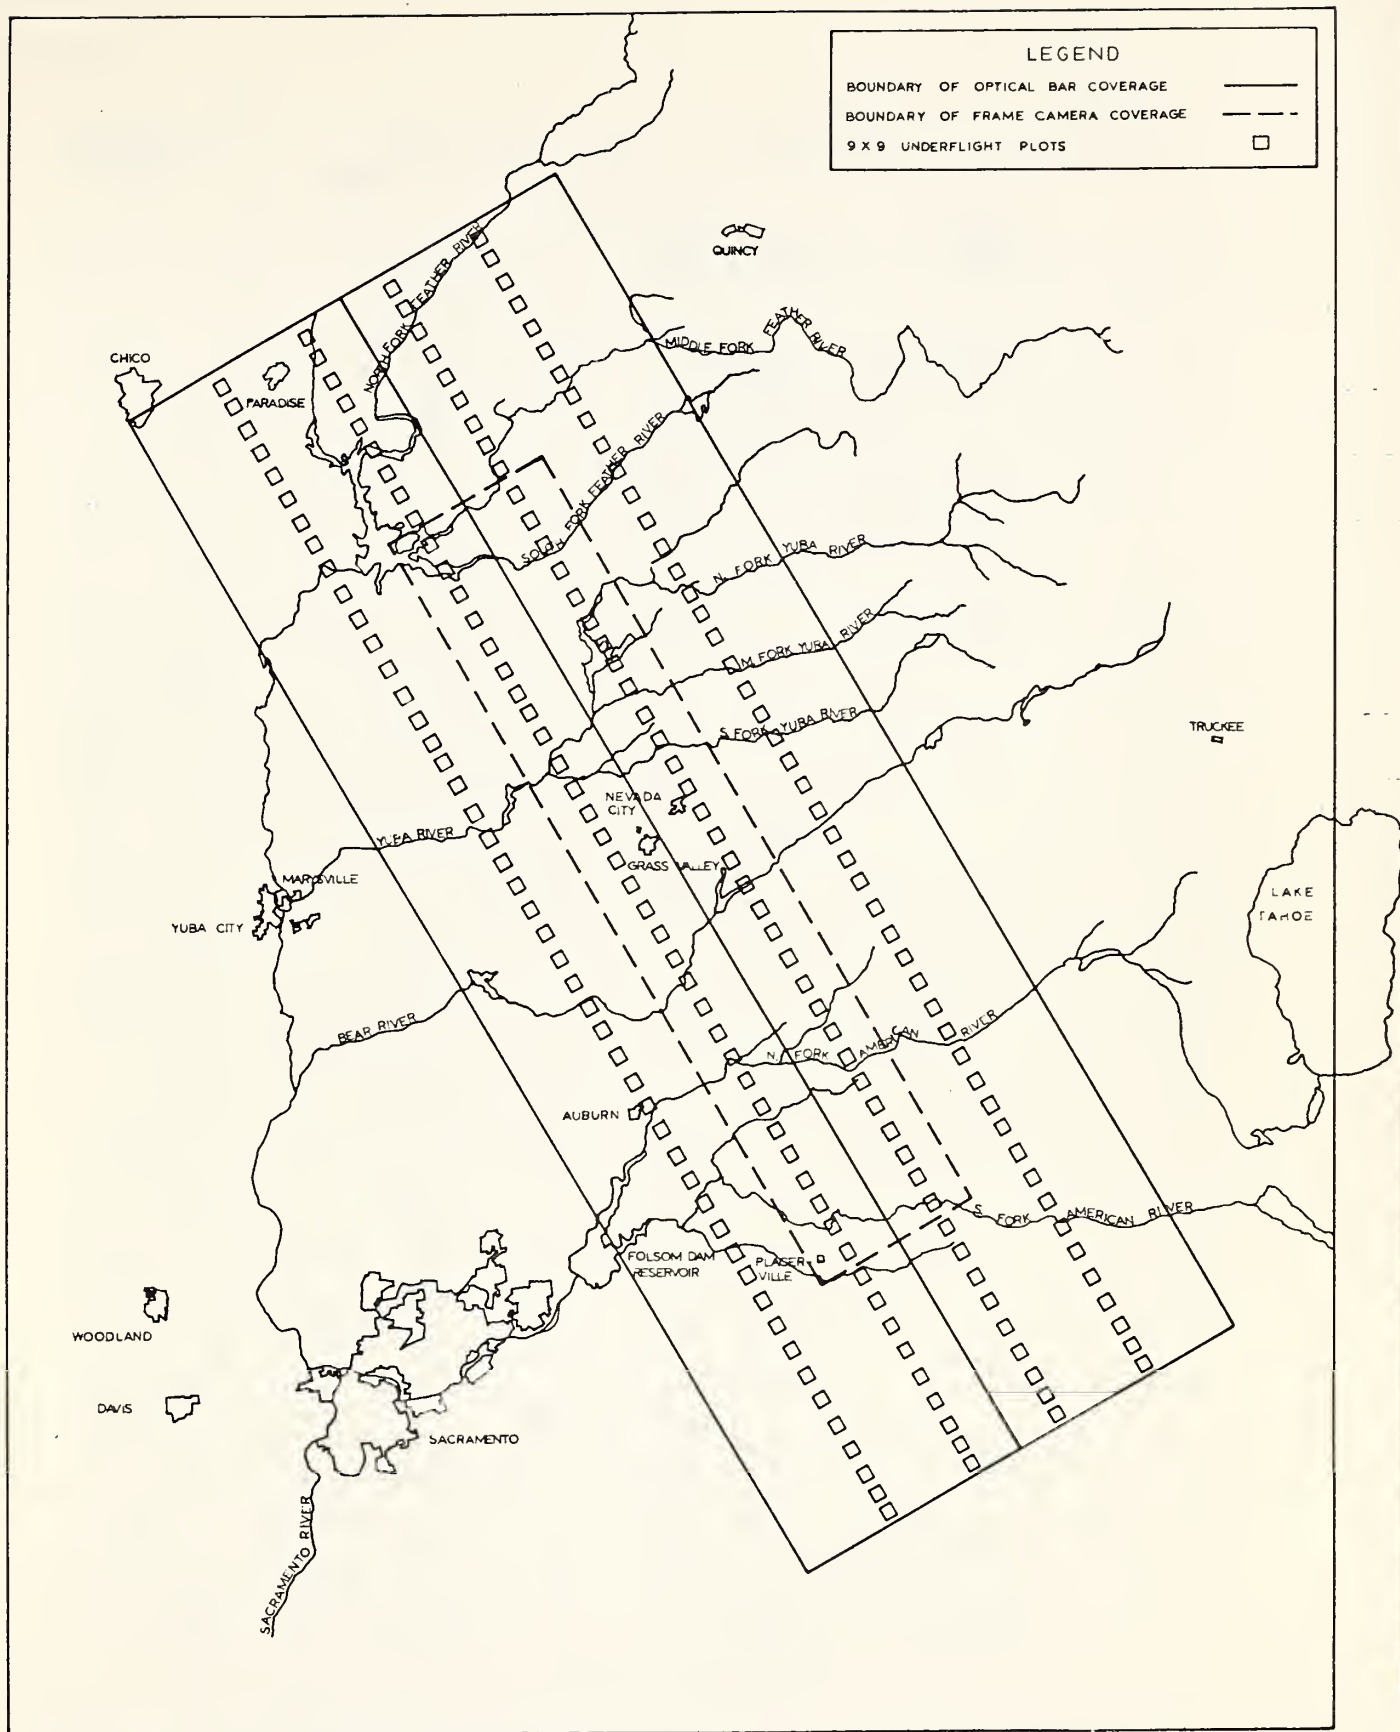 LEGEND
BOUNDARY OF OPTICAL BAR COVERAGE
BOUNDARY OF FRAME CAMERA COVERAGE
9 X 9 UNDERFLIGHT PLOTS
QUINCY
NORTH FORK FEATHER RIVER
MIDDLE FORK FEATHER RIVER
CHICO
PARADISE
SOUTH FORK FEATHER RIVER
N. FORK YUBA RIVER
M. FORK YUBA RIVER
S FORK YUBA RIVER
TRUCKEE
NEVADA
CITY
YUBA RIVER
GRASS VALLEY
MARYSVILLE
LAKE
TAHOE
YUBA CITY
BEAR RIVER
N. FORK AMERICAN RIVER
AUBURN
S FORK AMERICAN RIVER
FOLSOM DAM
RESERVOIR
PLASER
VILLE
WOODLAND
DAVIS
SACRAMENTO
SACRAMENTO RIVER